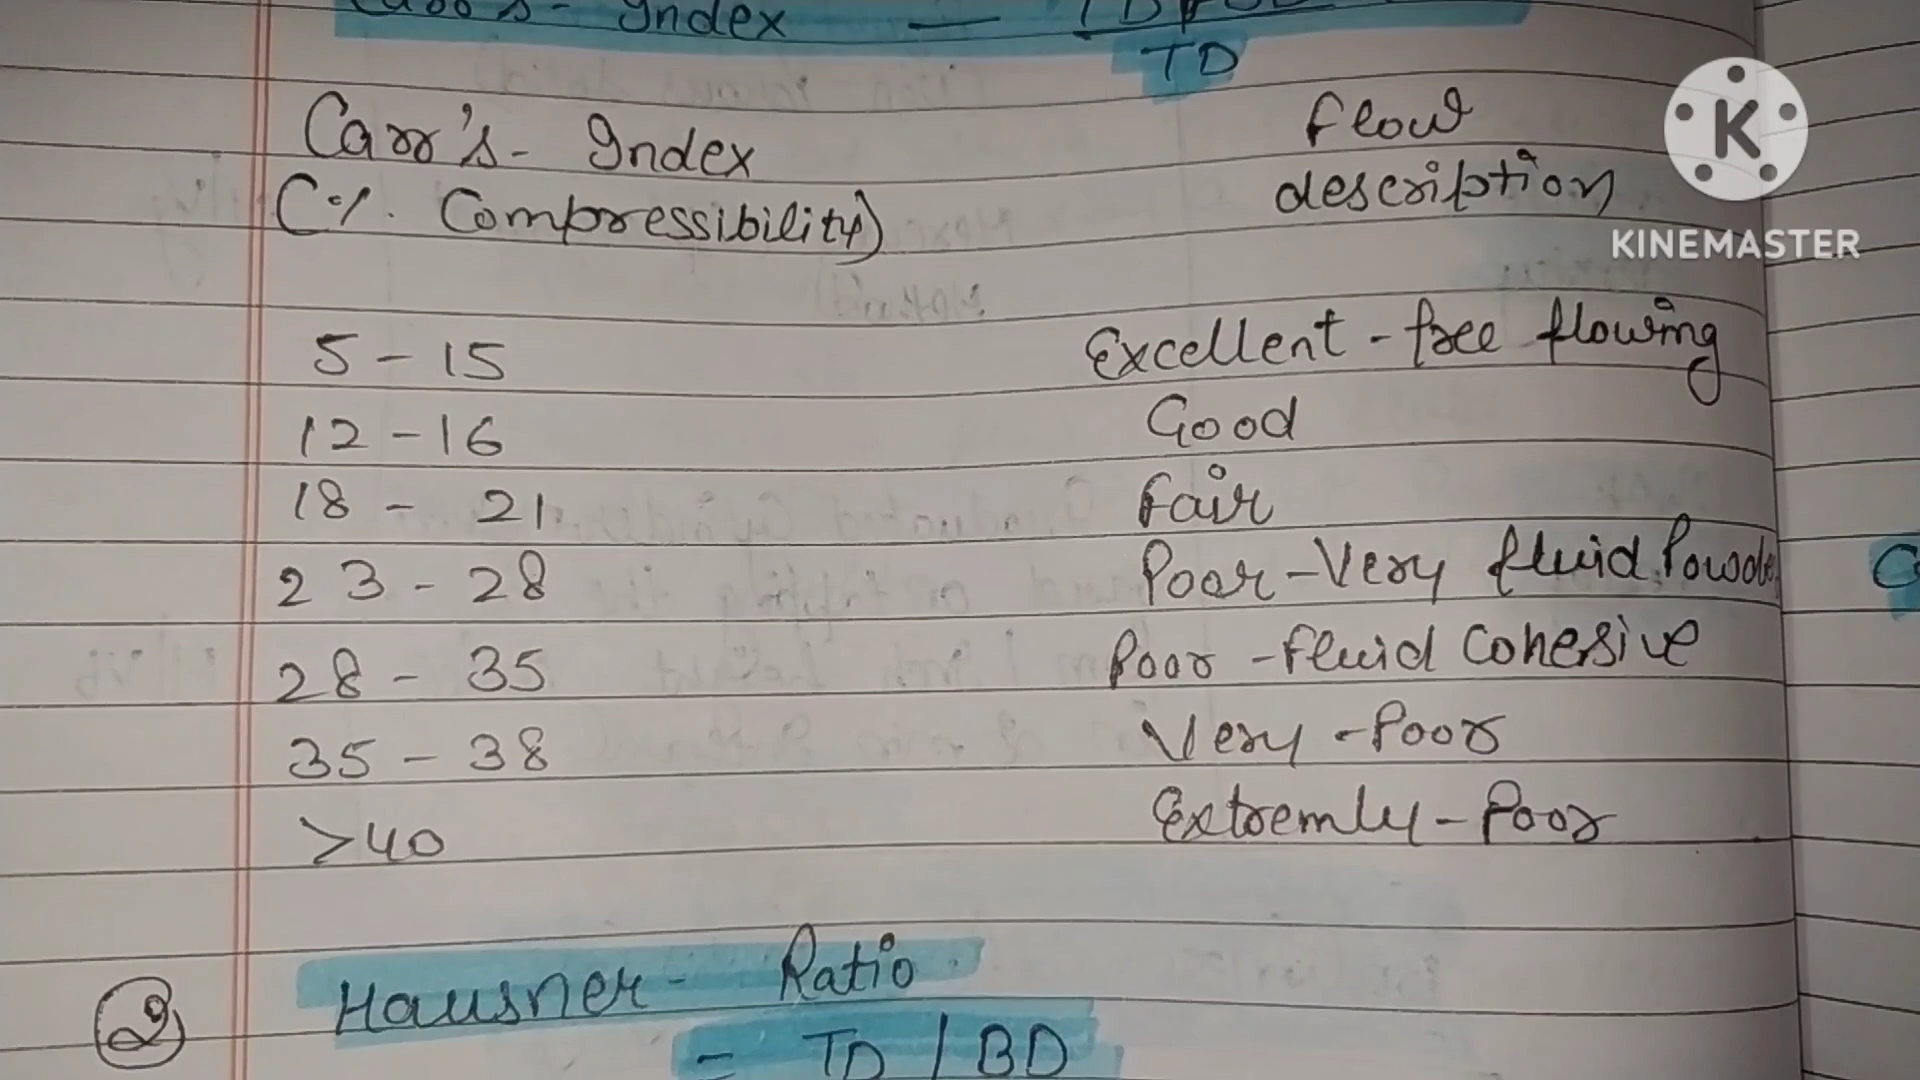 Carr's - Index
TD
Carr's - Index
flow
description
(% Compressibility)
K
KINEMASTER
5 - 15 Excellent - free flowing
12 - 16 Good
18 - 21 Fair
23 - 28 Poor - Very fluid Powder
28 - 35 Poor - fluid Cohesive
35 - 38 Very - Poor
>40 Extremly - Poor
2 Hausner - Ratio
= TD / BD